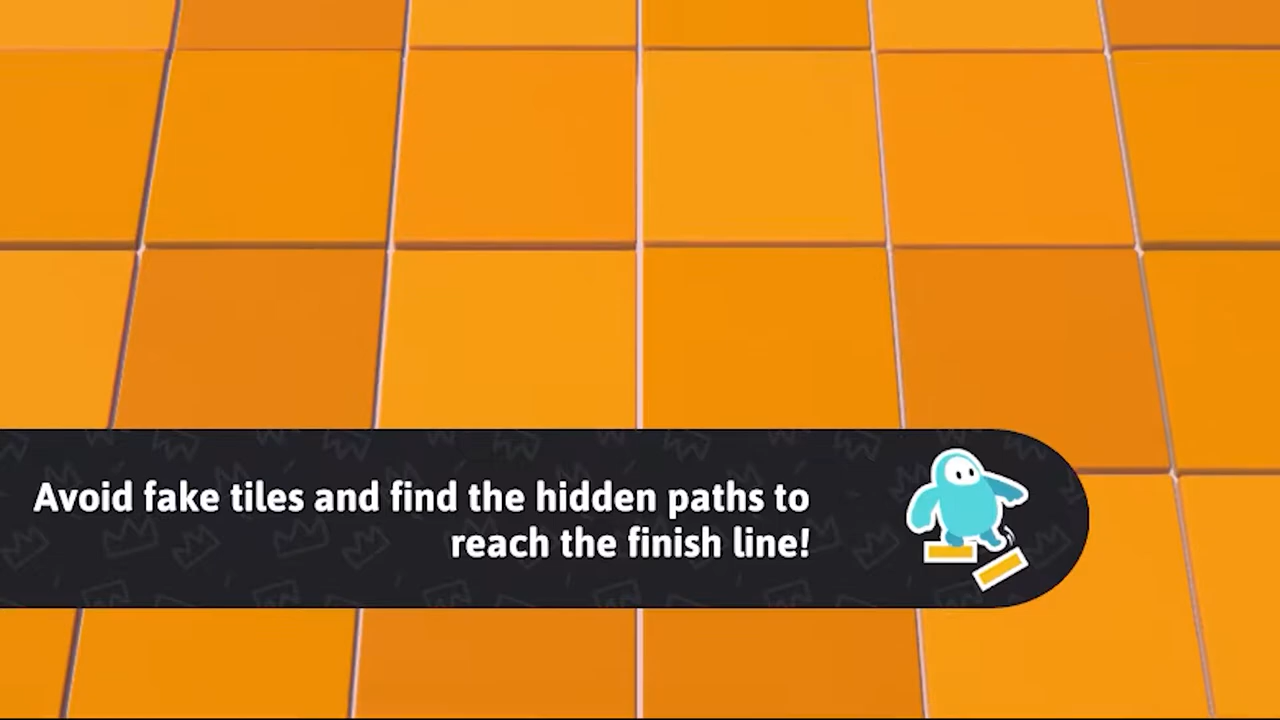 Avoid fake tiles and find the hidden paths to
reach the finish line!